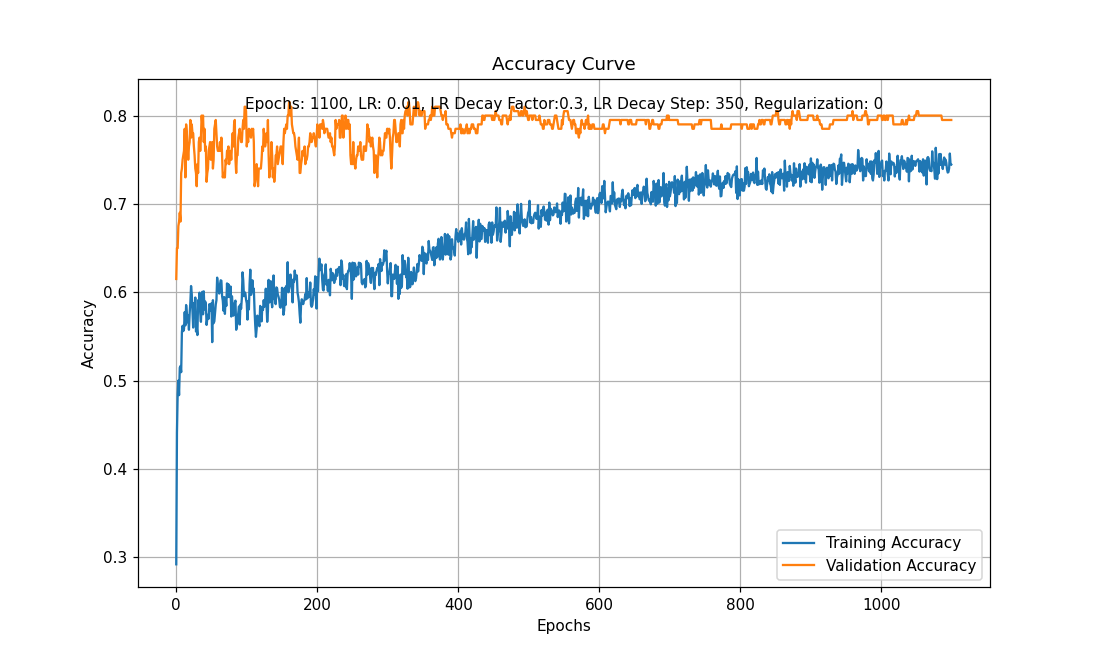 Accuracy Curve
Epochs: 1100, LR: 0.01, LR Decay Factor:0.3, LR Decay Step: 350, Regularization: 0
Accuracy
0.8
0.7
0.6
0.5
0.4
0.3
Training Accuracy
Validation Accuracy
0 200 400 600 800 1000
Epochs